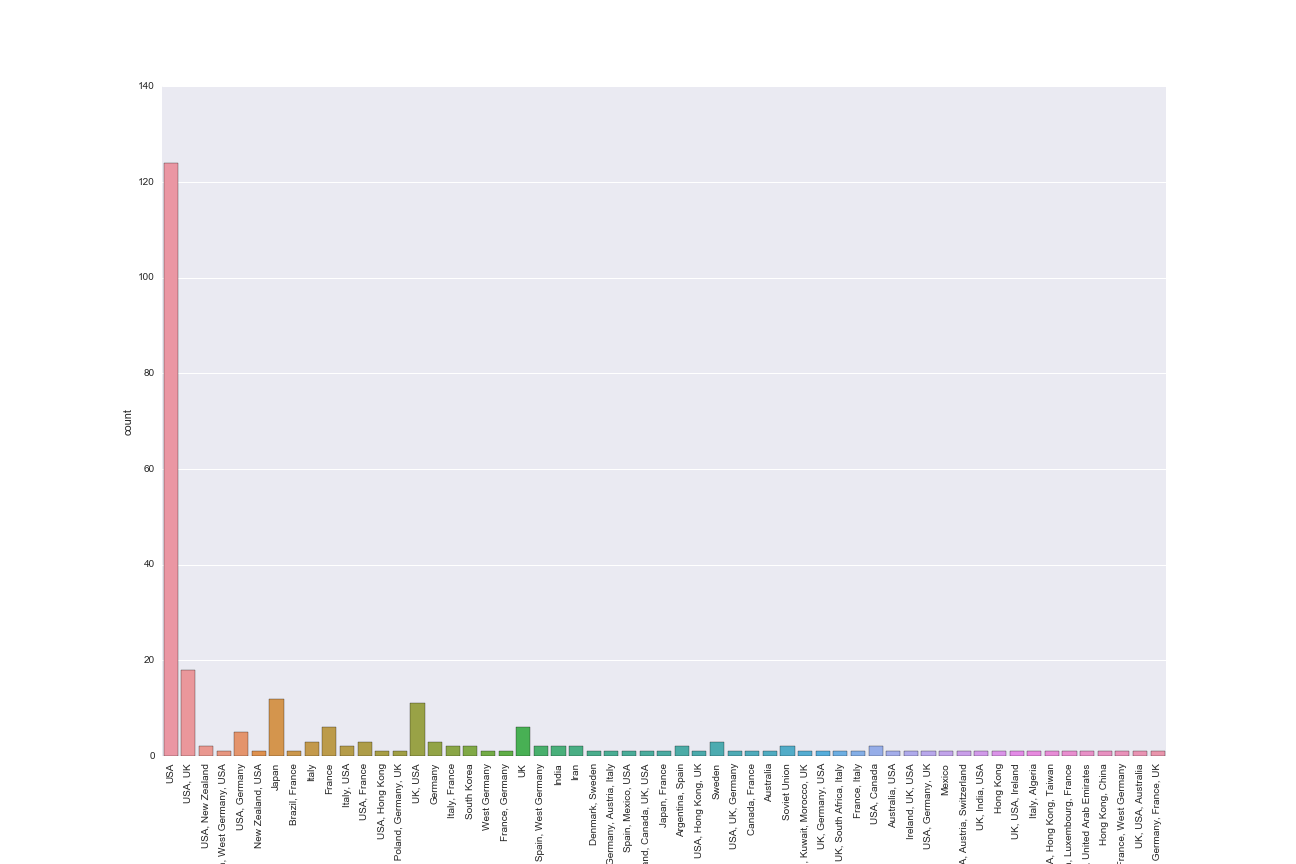 140
120
100
80
60
40
20
0
count
USA
USA, UK
USA, New Zealand
, West Germany, USA
USA, Germany
New Zealand, USA
Japan
Brazil, France
Italy
France
Italy, USA
USA, France
USA, Hong Kong
Poland, Germany, UK
UK, USA
Germany
Italy, France
South Korea
West Germany
France, Germany
UK
Spain, West Germany
India
Iran
Denmark, Sweden
Germany, Austria, Italy
Spain, Mexico, USA
Canada, UK, USA
Japan, France
Argentina, Spain
USA, Hong Kong, UK
Sweden
USA, UK, Germany
Canada, France
Australia
Soviet Union
, Kuwait, Morocco, UK
UK, Germany, USA
UK, South Africa, Italy
France, Italy
USA, Canada
Australia, USA
Ireland, UK, USA
USA, Germany, UK
Mexico
, Austria, Switzerland
UK, India, USA
Hong Kong
UK, USA, Ireland
Italy, Algeria
, Hong Kong, Taiwan
, Luxembourg, France
United Arab Emirates
Hong Kong, China
France, West Germany
UK, USA, Australia
Germany, France, UK